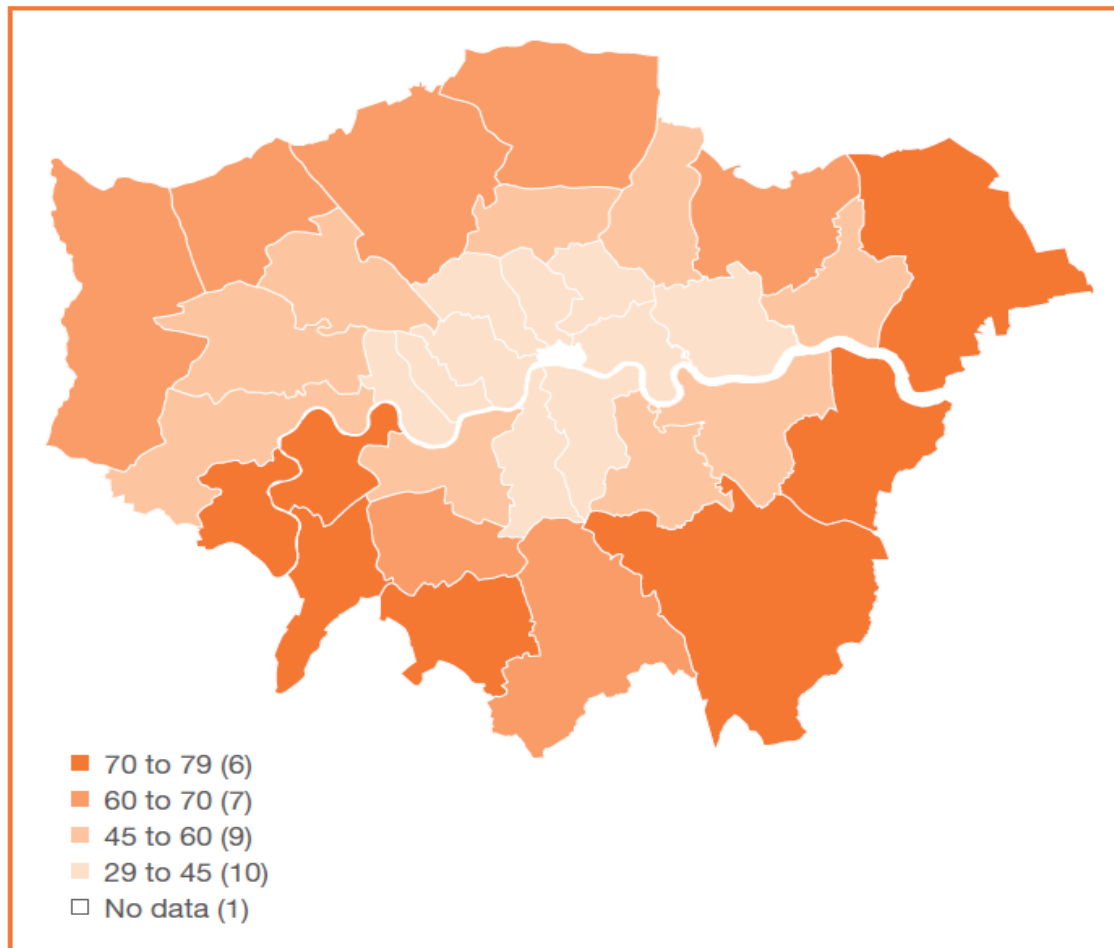 70 to 79 (6)
60 to 70 (7)
45 to 60 (9)
29 to 45 (10)
No data (1)